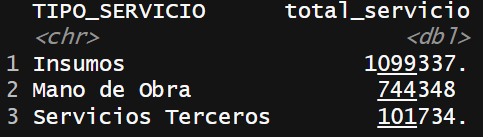 TIPO_SERVICIO total_servicio
<chr> <dbl>
1 Insumos 1099337.
2 Mano de Obra 744348
3 Servicios Terceros 101734.